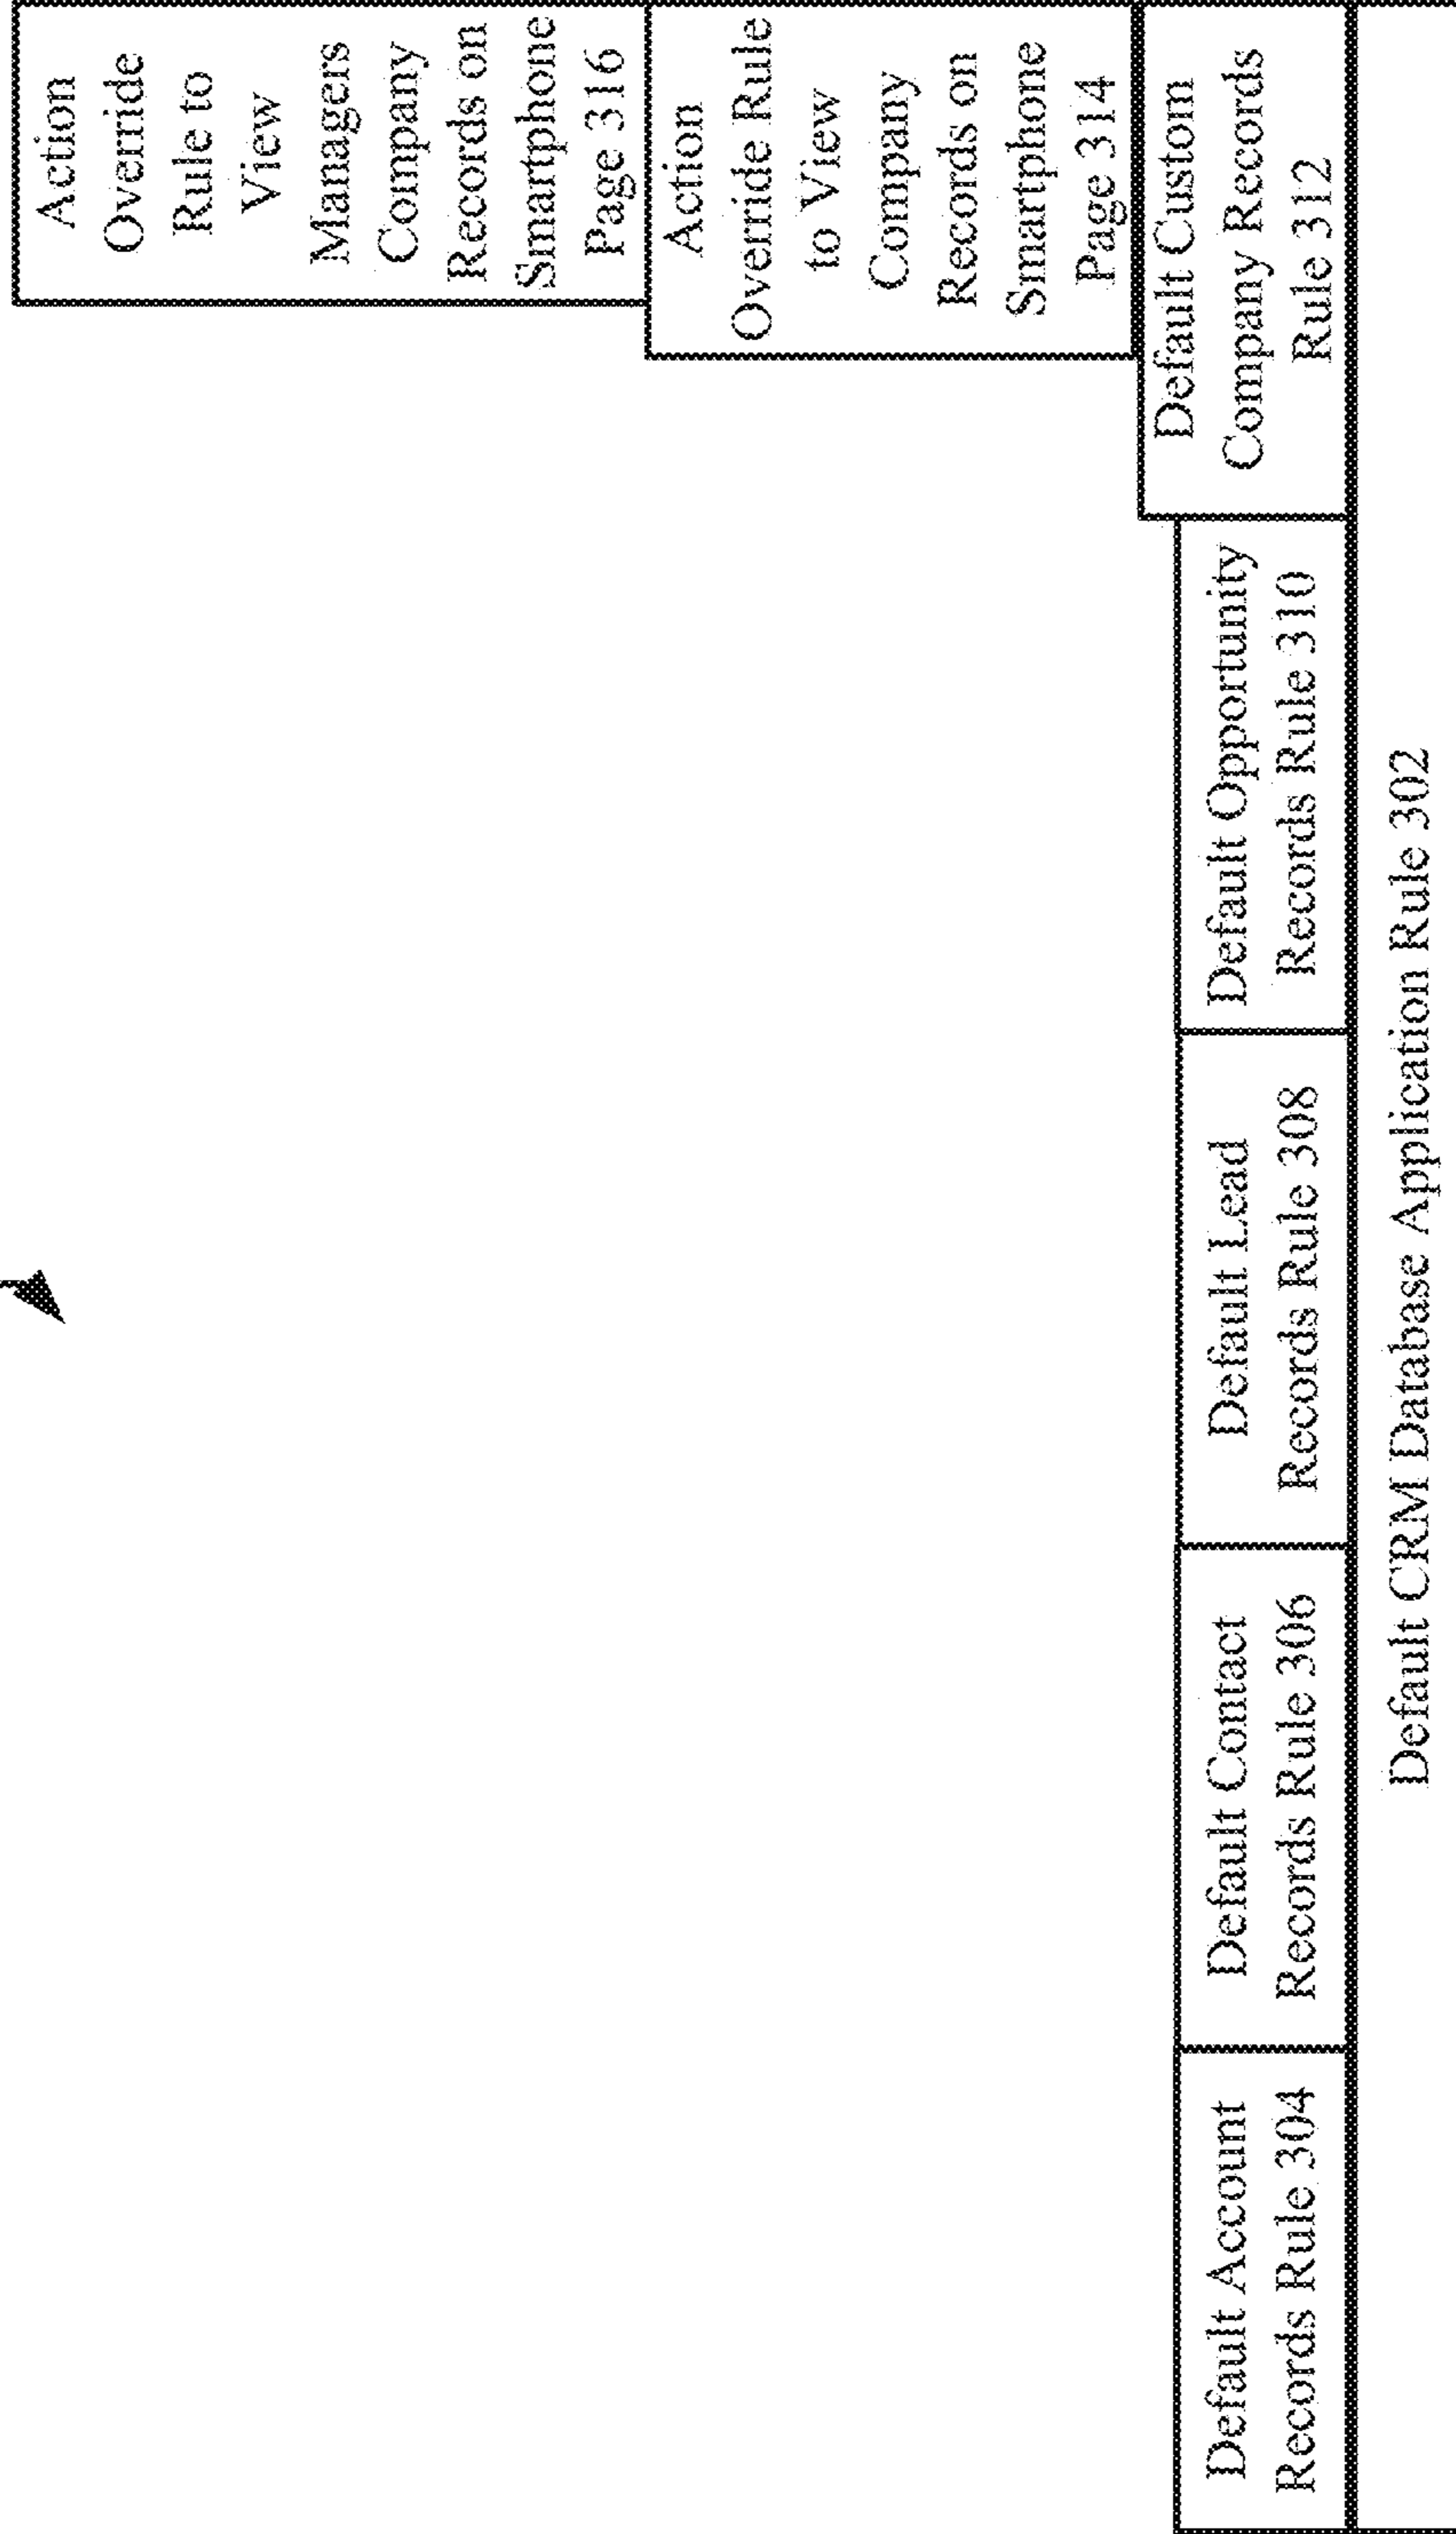 Action
Override
Rule to
View
Managers
Company
Records on
Smartphone
Page 316
Action
Override Rule
to View
Company
Records on
Smartphone
Page 314
Default Account
Records Rule 304
Default Contact
Records Rule 306
Default Lead
Records Rule 308
Default Opportunity
Records Rule 310
Default Custom
Company Records
Rule 312
Default CRM Database Application Rule 302